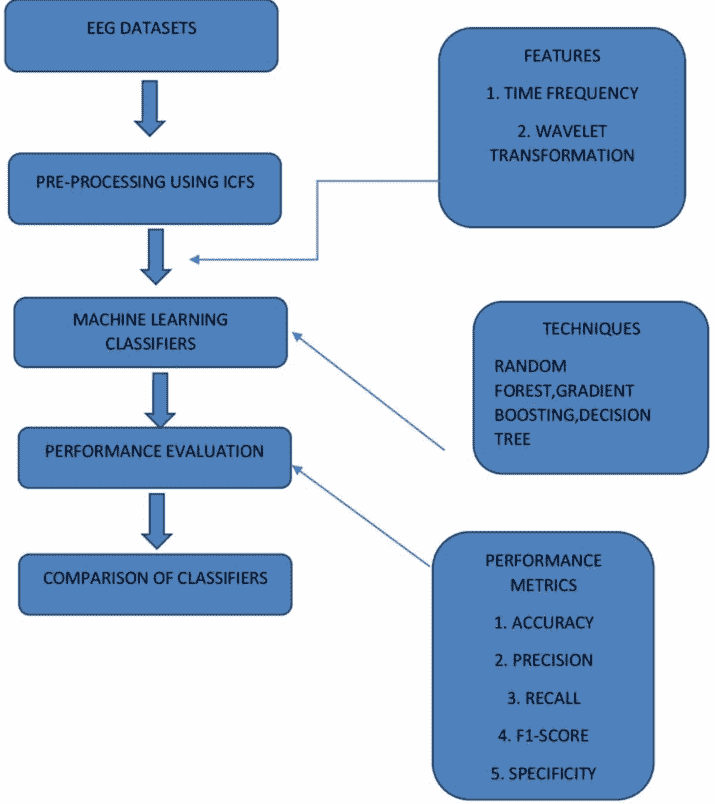 EEG DATASETS
PRE-PROCESSING USING ICFS
MACHINE LEARNING
CLASSIFIERS
PERFORMANCE EVALUATION
COMPARISON OF CLASSIFIERS
FEATURES
1. TIME FREQUENCY
2. WAVELET
TRANSFORMATION
TECHNIQUES
RANDOM
FOREST,GRADIENT
BOOSTING,DECISION
TREE
PERFORMANCE
METRICS
1. ACCURACY
2. PRECISION
3. RECALL
4. F1-SCORE
5. SPECIFICITY